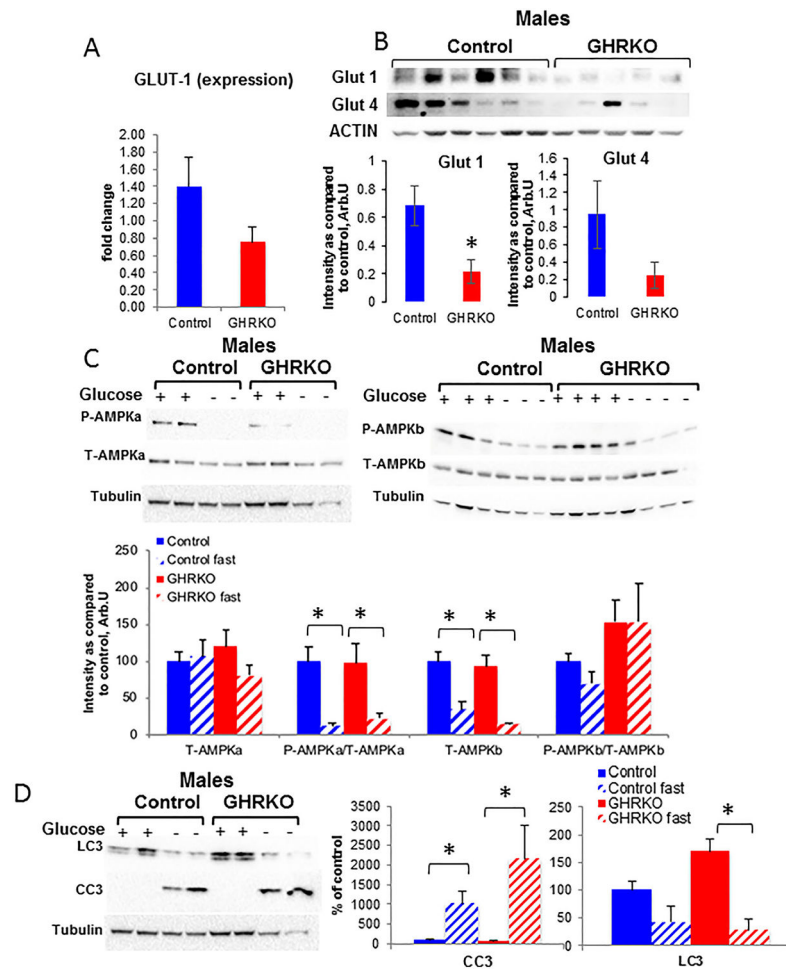 A
GLUT-1 (expression)
fold change
2.00
1.80
1.60
1.40
1.20
1.00
0.80
0.60
0.40
0.20
0.00
Control GHRKO
B
Males
Control GHRKO
Glut 1
Glut 4
ACTIN
Glut 1
Intensity as compared
to control, Arb.U
1
0.8
0.6
0.4
0.2
0
*
Control GHRKO
Glut 4
Intensity as compared
to control, Arb.U
1.6
1.4
1.2
1
0.8
0.6
0.4
0.2
0
Control GHRKO
C
Males
Control GHRKO
Glucose + + - - + + - -
P-AMPKa
T-AMPKa
Tubulin
Males
Control GHRKO
Glucose + + + - - - + + + + - - - -
P-AMPKb
T-AMPKb
Tubulin
Control
Control fast
GHRKO
GHRKO fast
Intensity as compared
to control, Arb.U
250
200
150
100
50
0
* * * *
T-AMPKa P-AMPKa/T-AMPKa T-AMPKb P-AMPKb/T-AMPKb
D
Males
Control GHRKO
Glucose + + - - + + - -
LC3
CC3
Tubulin
% of control
3500
3000
2500
2000
1500
1000
500
0
* *
CC3
Control
Control fast
GHRKO
GHRKO fast
250
200
150
100
50
0
*
LC3